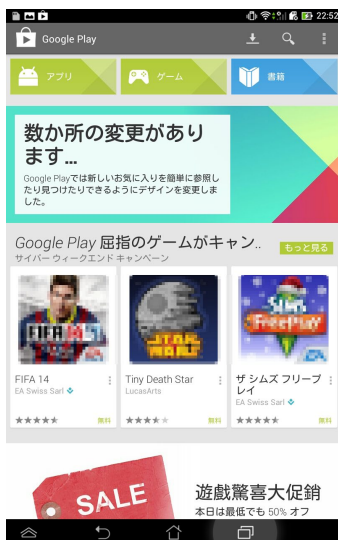 22:52
Google Play
アプリ
ゲーム
書籍
数か所の変更があり
ます...
Google Playでは新しいお気に入りを簡単に参照し
たり見つけたりできるようにデザインを変更しま
した。
Google Play 屈指のゲームがキャン..
もっと見る
サイバー ウィークエンド キャンペーン
FIFA 14
EA Swiss Sarl
無料
Tiny Death Star
LucasArts
無料
ザ シムズ フリープ
レイ
EA Swiss Sarl
無料
STAR
WARS
FreePlay
SALE
遊戯驚喜大促銷
本日は最低でも 50% オフ